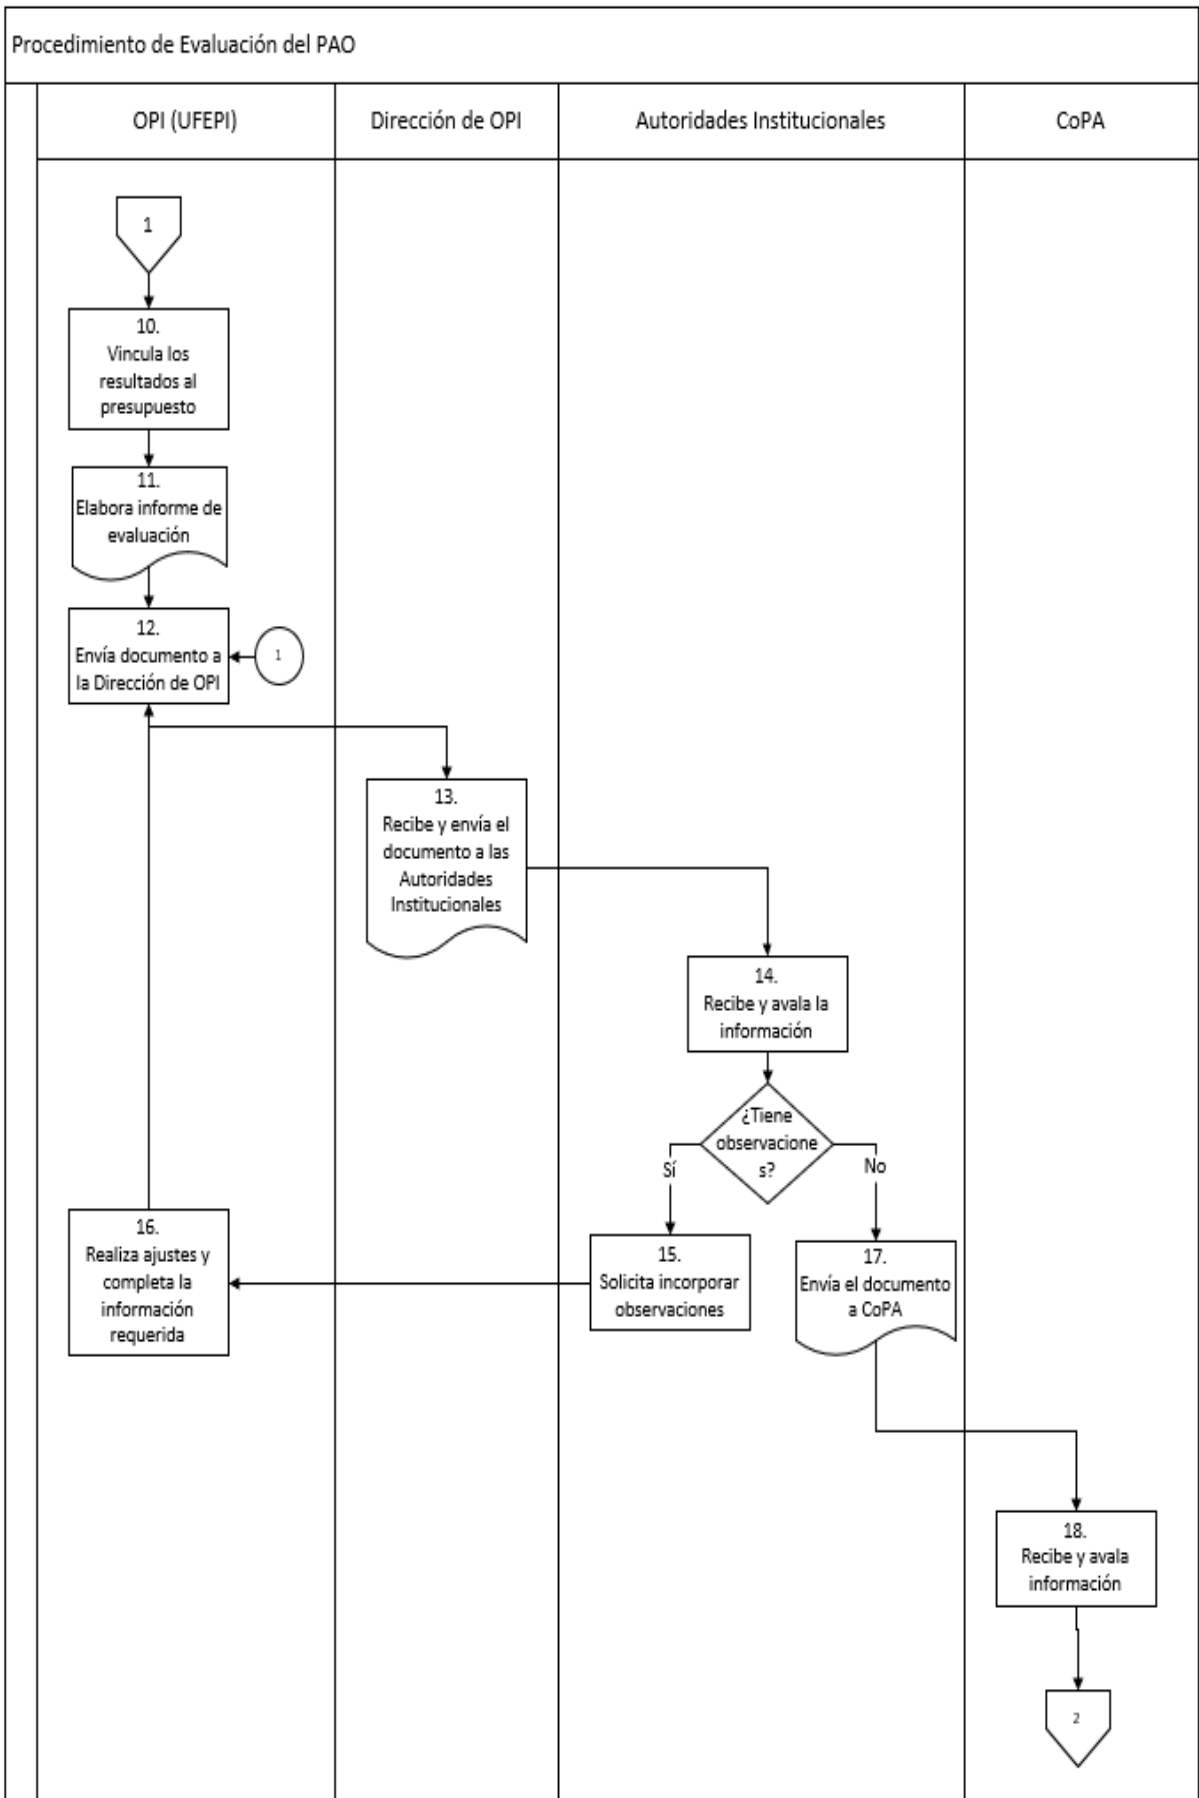 Procedimiento de Evaluación del PAO
OPI (UFEPI)
Dirección de OPI
Autoridades Institucionales
CoPA
1
10.
Vincula los
resultados al
presupuesto
11.
Elabora informe de
evaluación
12.
Envía documento a
la Dirección de OPI
1
13.
Recibe y envía el
documento a las
Autoridades
Institucionales
14.
Recibe y avala la
información
¿Tiene
observacione
s?
Sí
No
16.
Realiza ajustes y
completa la
información
requerida
15.
Solicita incorporar
observaciones
17.
Envía el documento
a CoPA
18.
Recibe y avala
información
2